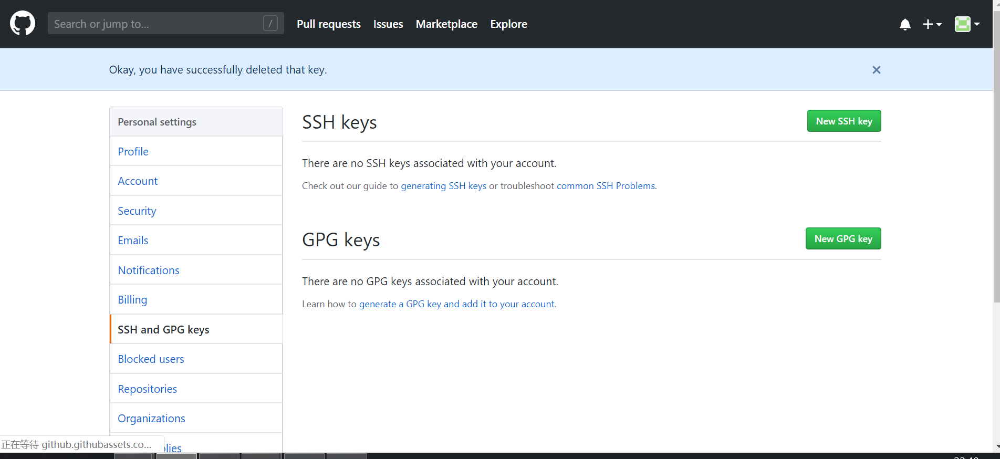 Search or jump to... /
Pull requests Issues Marketplace Explore
Okay, you have successfully deleted that key.
Personal settings
Profile
Account
Security
Emails
Notifications
Billing
SSH and GPG keys
Blocked users
Repositories
Organizations
SSH keys
New SSH key
There are no SSH keys associated with your account.
Check out our guide to generating SSH keys or troubleshoot common SSH Problems.
GPG keys
New GPG key
There are no GPG keys associated with your account.
Learn how to generate a GPG key and add it to your account.
正在等待 github.githubassets.co...